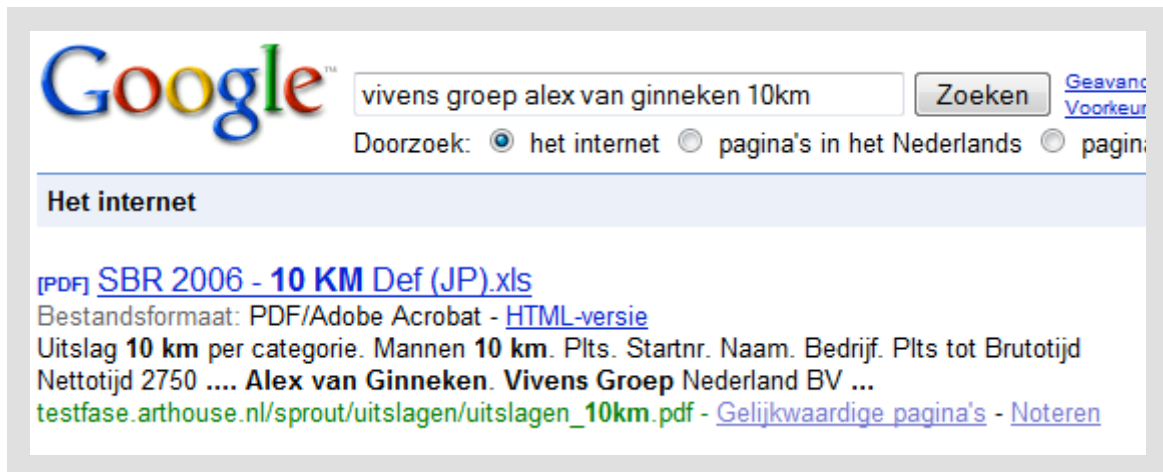 Google™
vivens groep alex van ginneken 10km Zoeken
Voorkeur
Doorzoek: het internet pagina's in het Nederlands
Het internet
[PDF] SBR 2006 - 10 KM Def (JP).xls
Bestandsformaat: PDF/Adobe Acrobat - HTML-versie
Uitslag 10 km per categorie. Mannen 10 km. Plts. Startnr. Naam. Bedrijf. Plts tot Brutotijd
Nettotijd 2750 .... Alex van Ginneken. Vivens Groep Nederland BV ...
testfase.arthouse.nl/sprout/uitslagen/uitslagen_10km.pdf - Gelijkwaardige pagina's - Noteren